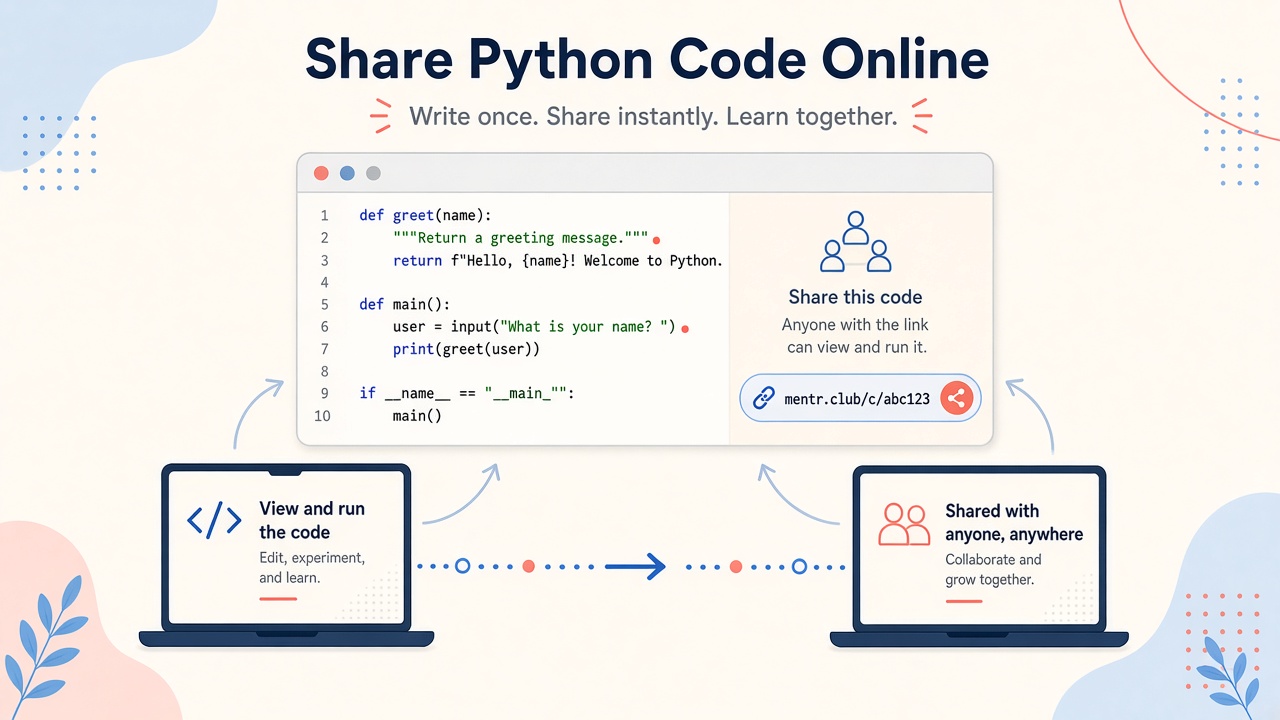 Share Python Code Online
Write once. Share instantly. Learn together.
1 def greet(name):
2     """Return a greeting message."""
3     return f"Hello, {name}! Welcome to Python.
4
5 def main():
6     user = input("What is your name? ")
7     print(greet(user))
8
9 if __name__ == "__main_"":
10     main()
Share this code
Anyone with the link
can view and run it.
mentr.club/c/abc123
</> View and run
the code
Edit, experiment,
and learn.
Shared with
anyone, anywhere
Collaborate and
grow together.